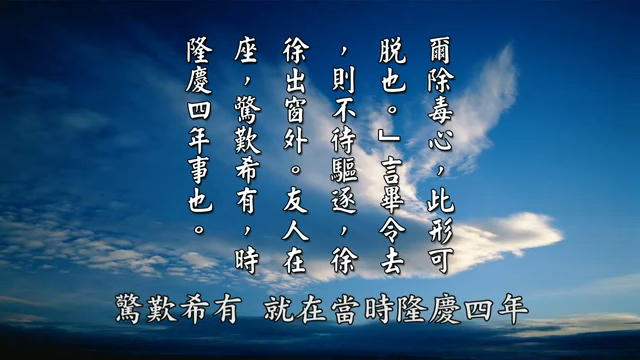 爾除毒心，此形可
脱也。」言畢令去
，則不待驅逐，徐
徐出窗外。友人在
座，驚歎希有，時
隆慶四年事也。
驚歎希有 就在當時隆慶四年